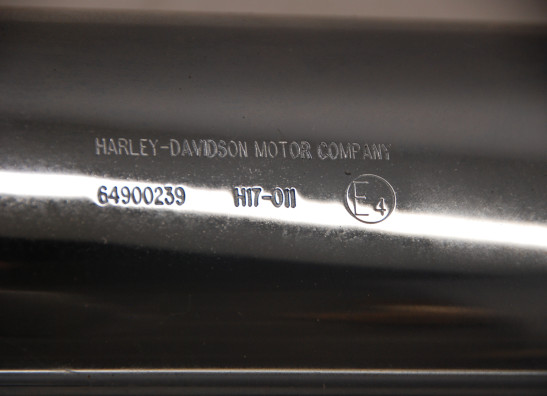 HARLEY-DAVIDSON MOTOR COMPANY
64900239 H17-011 E4